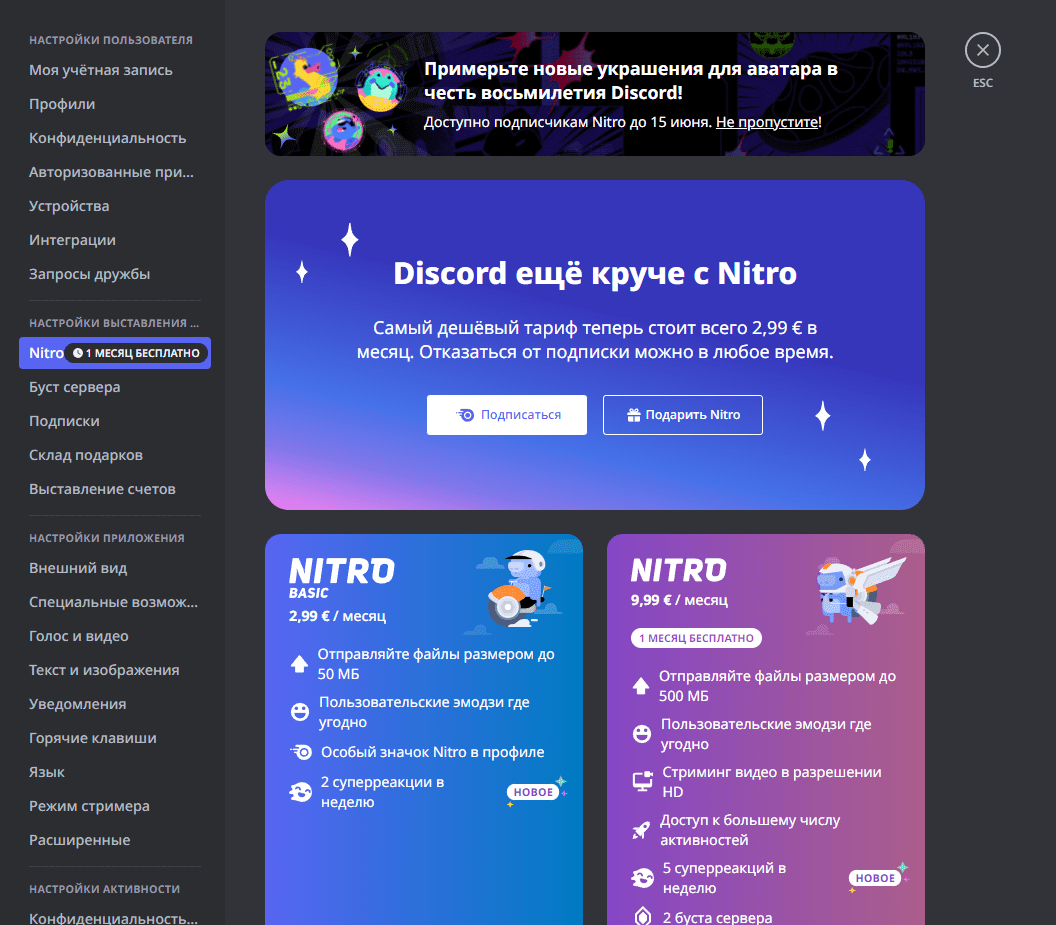 НАСТРОЙКИ ПОЛЬЗОВАТЕЛЯ
Моя учётная запись
Профили
Конфиденциальность
Авторизованные при...
Устройства
Интеграции
Запросы дружбы
НАСТРОЙКИ ВЫСТАВЛЕНИЯ ...
Nitro 1 МЕСЯЦ БЕСПЛАТНО
Буст сервера
Подписки
Склад подарков
Выставление счетов
НАСТРОЙКИ ПРИЛОЖЕНИЯ
Внешний вид
Специальные возмож...
Голос и видео
Текст и изображения
Уведомления
Горячие клавиши
Язык
Режим стримера
Расширенные
НАСТРОЙКИ АКТИВНОСТИ
Конфиденциальность...
Примерьте новые украшения для аватара в
честь восьмилетия Discord!
Доступно подписчикам Nitro до 15 июня. Не пропустите!
ESC
Discord ещё круче с Nitro
Самый дешёвый тариф теперь стоит всего 2,99 € в
месяц. Отказаться от подписки можно в любое время.
Подписаться
Подарить Nitro
NITRO
BASIC
2,99 € / месяц
Отправляйте файлы размером до
50 МБ
Пользовательские эмодзи где
угодно
Особый значок Nitro в профиле
2 суперреакции в
неделю
НОВОЕ
NITRO
9,99 € / месяц
1 МЕСЯЦ БЕСПЛАТНО
Отправляйте файлы размером до
500 МБ
Пользовательские эмодзи где
угодно
Стриминг видео в разрешении
HD
Доступ к большему числу
активностей
5 суперреакций в
неделю
НОВОЕ
2 буста сервера